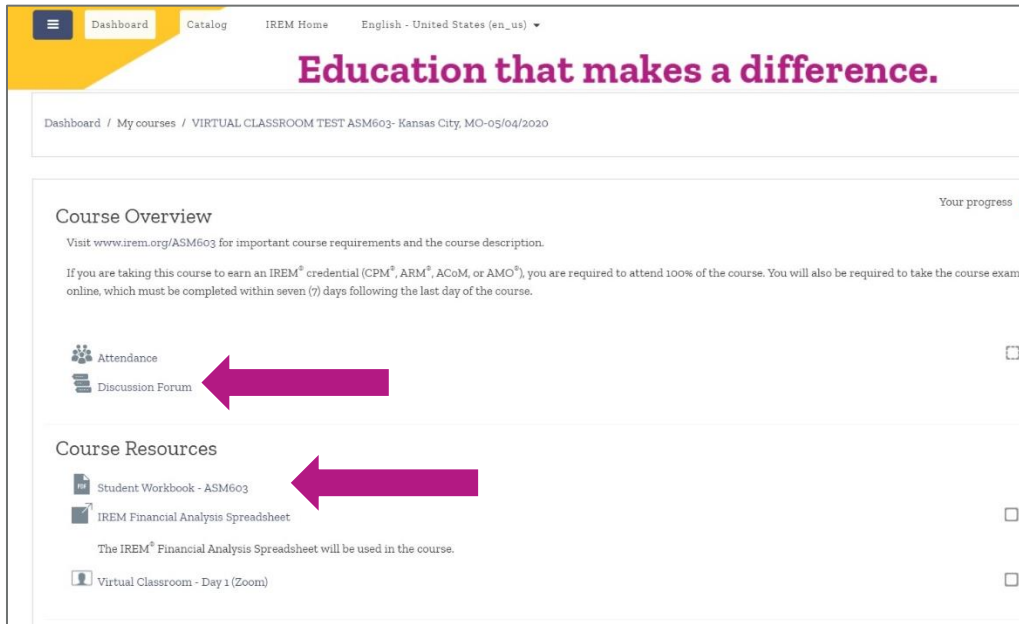 Dashboard Catalog IREM Home English - United States (en_us)
Education that makes a difference.
Dashboard / My courses / VIRTUAL CLASSROOM TEST ASM603- Kansas City, MO-05/04/2020
Your progress
Course Overview
Visit www.irem.org/ASM603 for important course requirements and the course description.
If you are taking this course to earn an IREM® credential (CPM®, ARM®, ACoM, or AMO®), you are required to attend 100% of the course. You will also be required to take the course exam
online, which must be completed within seven (7) days following the last day of the course.
Attendance
Discussion Forum
Course Resources
PDF Student Workbook - ASM603
IREM Financial Analysis Spreadsheet
The IREM® Financial Analysis Spreadsheet will be used in the course.
Virtual Classroom - Day 1 (Zoom)